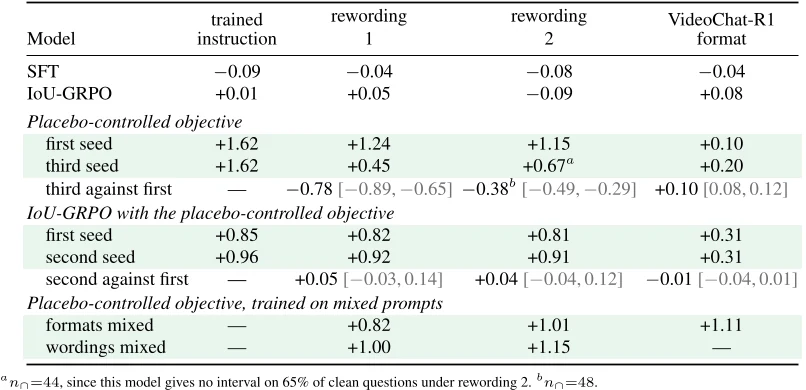 Model trained instruction rewording 1 rewording 2 VideoChat-R1 format
SFT −0.09 −0.04 −0.08 −0.04
IoU-GRPO +0.01 +0.05 −0.09 +0.08
Placebo-controlled objective
first seed +1.62 +1.24 +1.15 +0.10
third seed +1.62 +0.45 +0.67a +0.20
third against first — −0.78 [−0.89, −0.65] −0.38b [−0.49, −0.29] +0.10 [0.08, 0.12]
IoU-GRPO with the placebo-controlled objective
first seed +0.85 +0.82 +0.81 +0.31
second seed +0.96 +0.92 +0.91 +0.31
second against first — +0.05 [−0.03, 0.14] +0.04 [−0.04, 0.12] −0.01 [−0.04, 0.01]
Placebo-controlled objective, trained on mixed prompts
formats mixed — +0.82 +1.01 +1.11
wordings mixed — +1.00 +1.15 —
a n∩=44, since this model gives no interval on 65% of clean questions under rewording 2. b n∩=48.